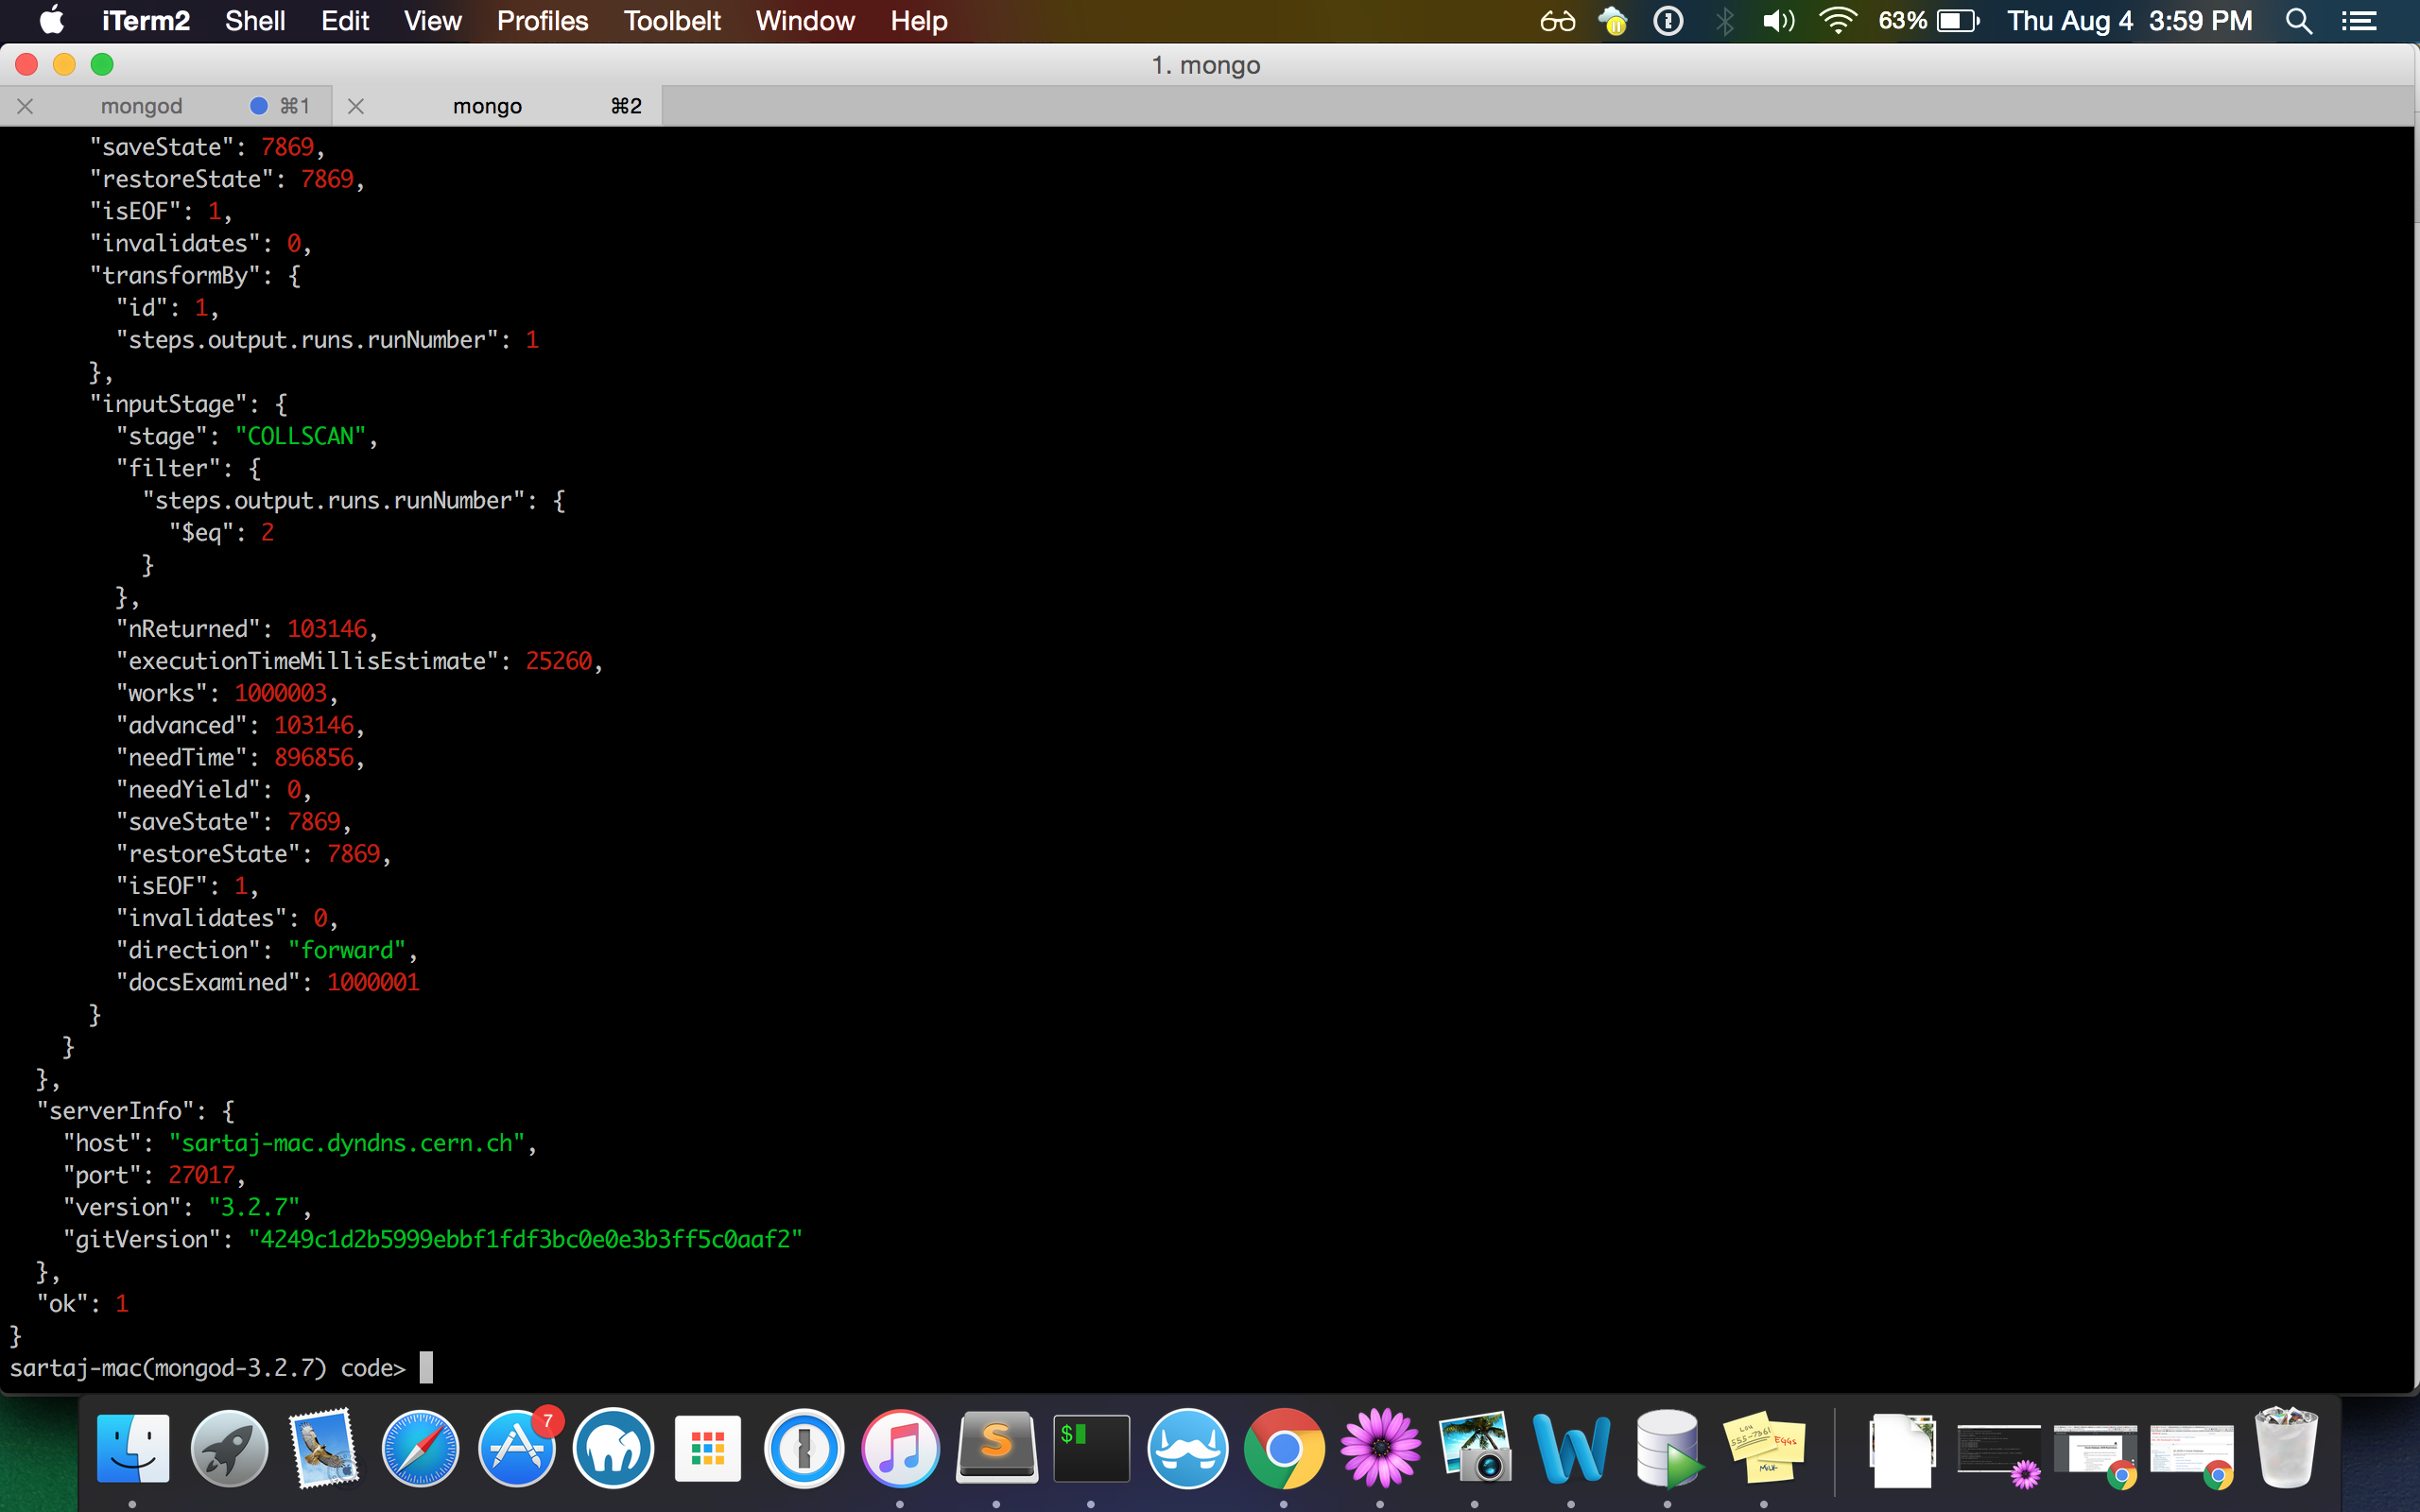 iTerm2 Shell Edit View Profiles Toolbelt Window Help 63% Thu Aug 4 3:59 PM
1. mongo
mongod ⌘1 mongo ⌘2
"saveState": 7869,
"restoreState": 7869,
"isEOF": 1,
"invalidates": 0,
"transformBy": {
"id": 1,
"steps.output.runs.runNumber": 1
},
"inputStage": {
"stage": "COLLSCAN",
"filter": {
"steps.output.runs.runNumber": {
"$eq": 2
}
},
"nReturned": 103146,
"executionTimeMillisEstimate": 25260,
"works": 1000003,
"advanced": 103146,
"needTime": 896856,
"needYield": 0,
"saveState": 7869,
"restoreState": 7869,
"isEOF": 1,
"invalidates": 0,
"direction": "forward",
"docsExamined": 1000001
}
}
},
"serverInfo": {
"host": "sartaj-mac.dyndns.cern.ch",
"port": 27017,
"version": "3.2.7",
"gitVersion": "4249c1d2b5999ebbf1fdf3bc0e0e3b3ff5c0aaf2"
},
"ok": 1
}
sartaj-mac(mongod-3.2.7) code>
7
S
$
LOU
555-7361
EGGS
MILK